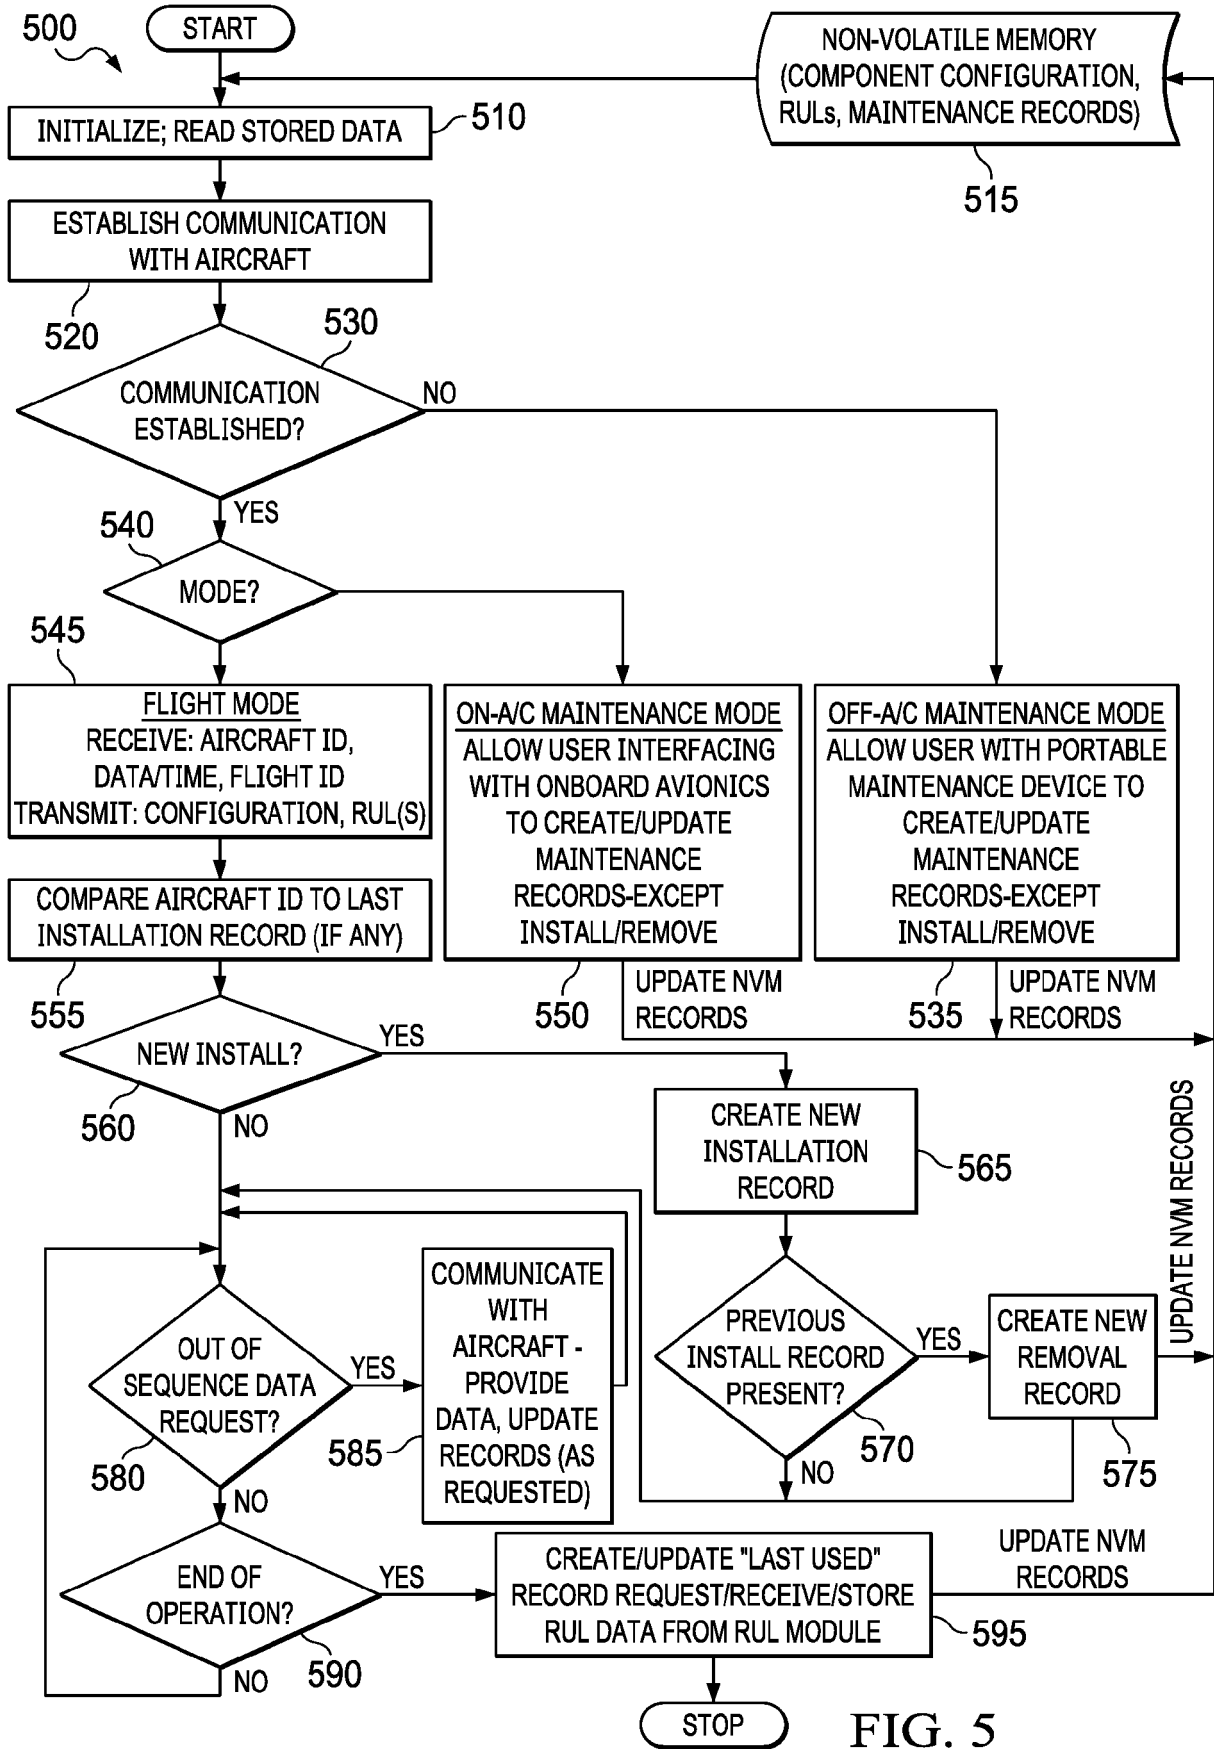 500
START
NON-VOLATILE MEMORY
(COMPONENT CONFIGURATION,
RULs, MAINTENANCE RECORDS)
515
INITIALIZE; READ STORED DATA
510
ESTABLISH COMMUNICATION
WITH AIRCRAFT
520
530
COMMUNICATION
ESTABLISHED?
NO
YES
540
MODE?
545
FLIGHT MODE
RECEIVE: AIRCRAFT ID,
DATA/TIME, FLIGHT ID
TRANSMIT: CONFIGURATION, RUL(S)
ON-A/C MAINTENANCE MODE
ALLOW USER INTERFACING
WITH ONBOARD AVIONICS
TO CREATE/UPDATE
MAINTENANCE
RECORDS-EXCEPT
INSTALL/REMOVE
550
UPDATE NVM
RECORDS
OFF-A/C MAINTENANCE MODE
ALLOW USER WITH PORTABLE
MAINTENANCE DEVICE TO
CREATE/UPDATE
MAINTENANCE
RECORDS-EXCEPT
INSTALL/REMOVE
535
UPDATE NVM
RECORDS
COMPARE AIRCRAFT ID TO LAST
INSTALLATION RECORD (IF ANY)
555
NEW INSTALL?
YES
560
NO
CREATE NEW
INSTALLATION
RECORD
565
PREVIOUS
INSTALL RECORD
PRESENT?
YES
570
NO
CREATE NEW
REMOVAL
RECORD
575
UPDATE NVM RECORDS
OUT OF
SEQUENCE DATA
REQUEST?
YES
580
NO
COMMUNICATE
WITH
AIRCRAFT -
PROVIDE
DATA, UPDATE
RECORDS (AS
REQUESTED)
585
END OF
OPERATION?
YES
590
NO
CREATE/UPDATE "LAST USED"
RECORD REQUEST/RECEIVE/STORE
RUL DATA FROM RUL MODULE
595
UPDATE NVM
RECORDS
STOP
FIG. 5